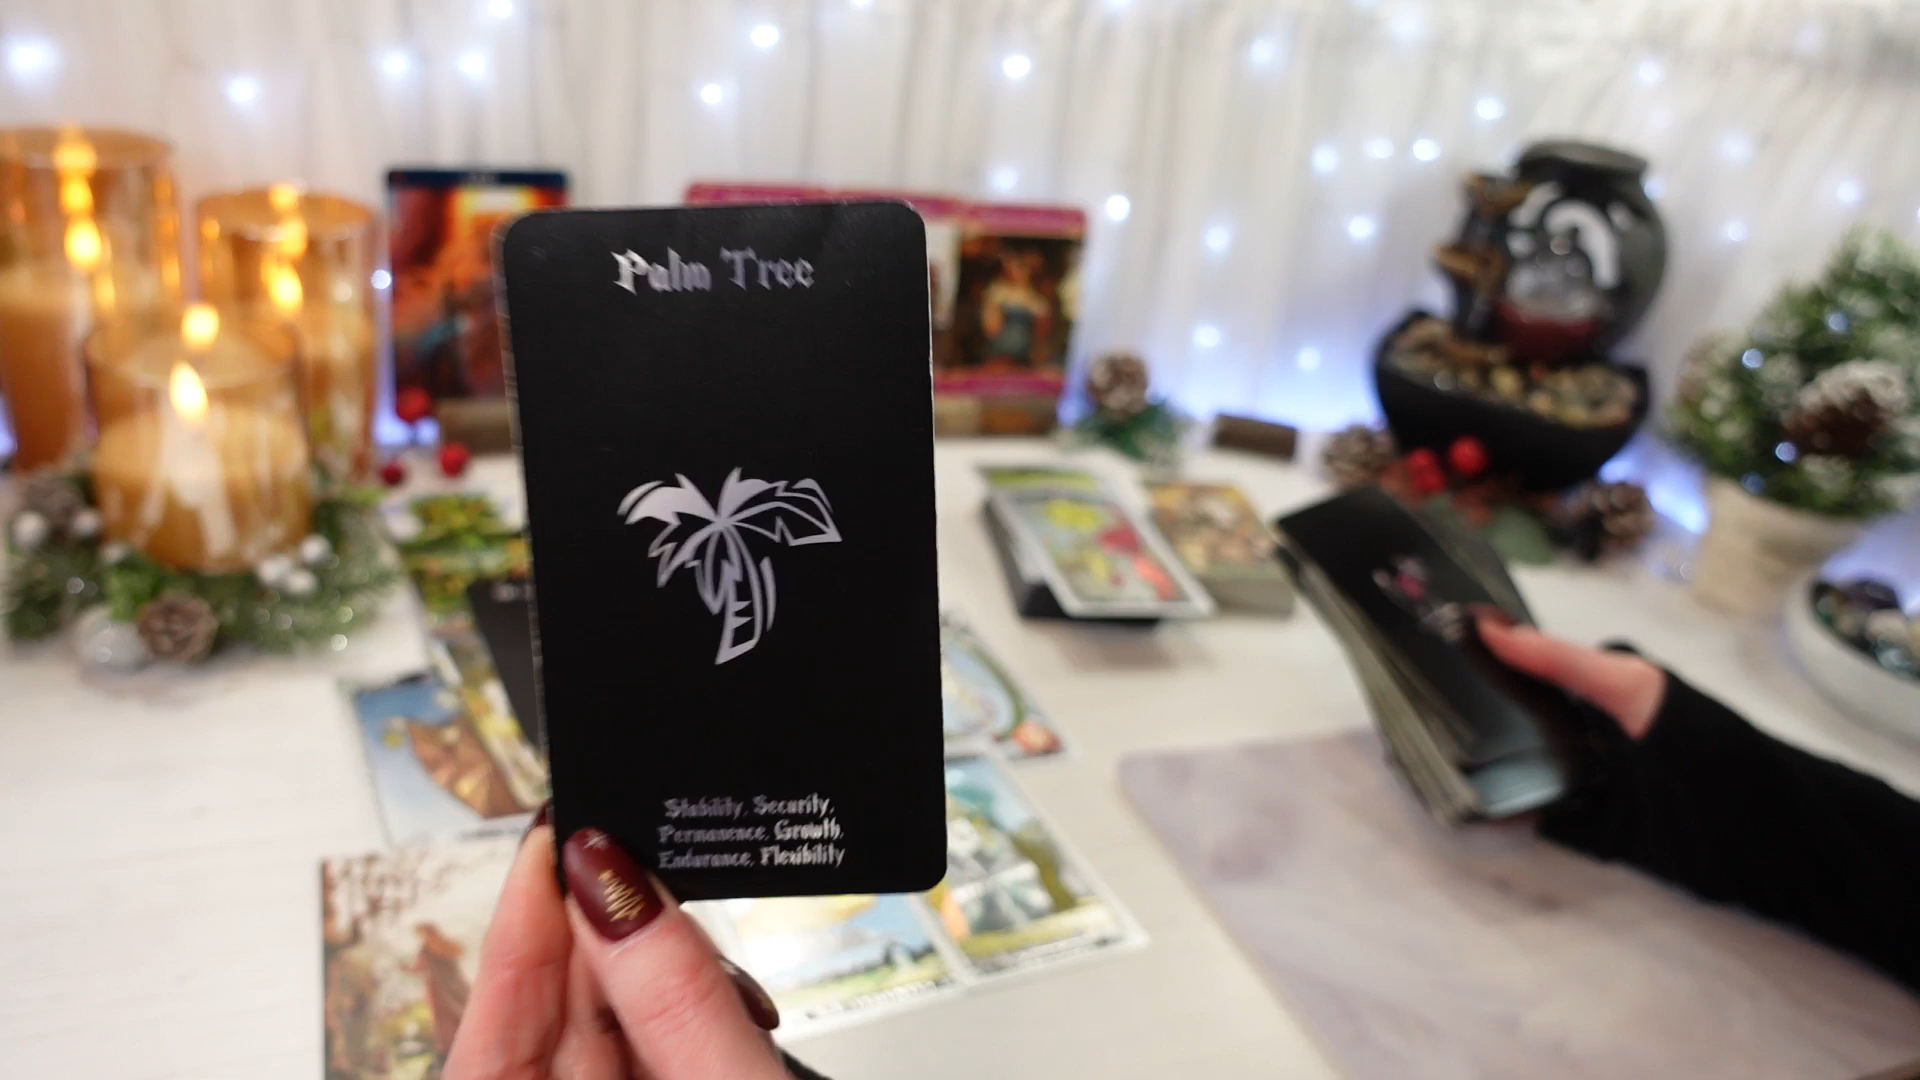 Palm Tree
Stability, Security,
Permanence, Growth,
Endurance, Flexibility